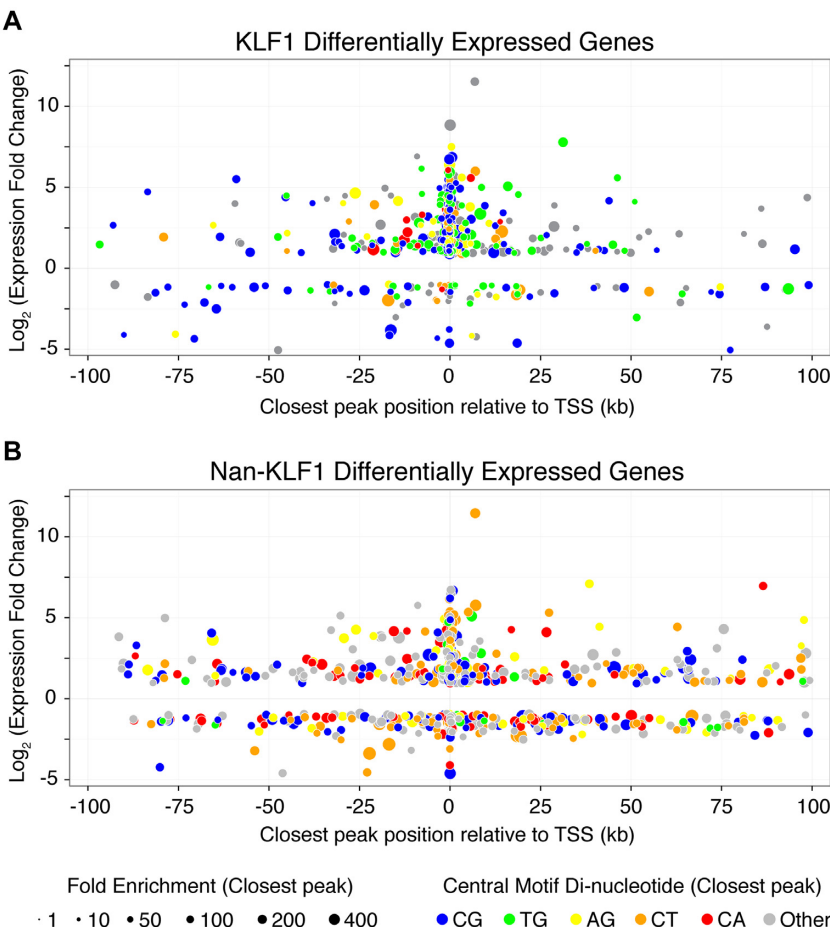 A
KLF1 Differentially Expressed Genes
Log2 (Expression Fold Change)
10
5
0
-5
-100 -75 -50 -25 0 25 50 75 100
Closest peak position relative to TSS (kb)
B
Nan-KLF1 Differentially Expressed Genes
Log2 (Expression Fold Change)
10
5
0
-5
-100 -75 -50 -25 0 25 50 75 100
Closest peak position relative to TSS (kb)
Fold Enrichment (Closest peak)
1 10 50 100 200 400
Central Motif Di-nucleotide (Closest peak)
CG TG AG CT CA Other